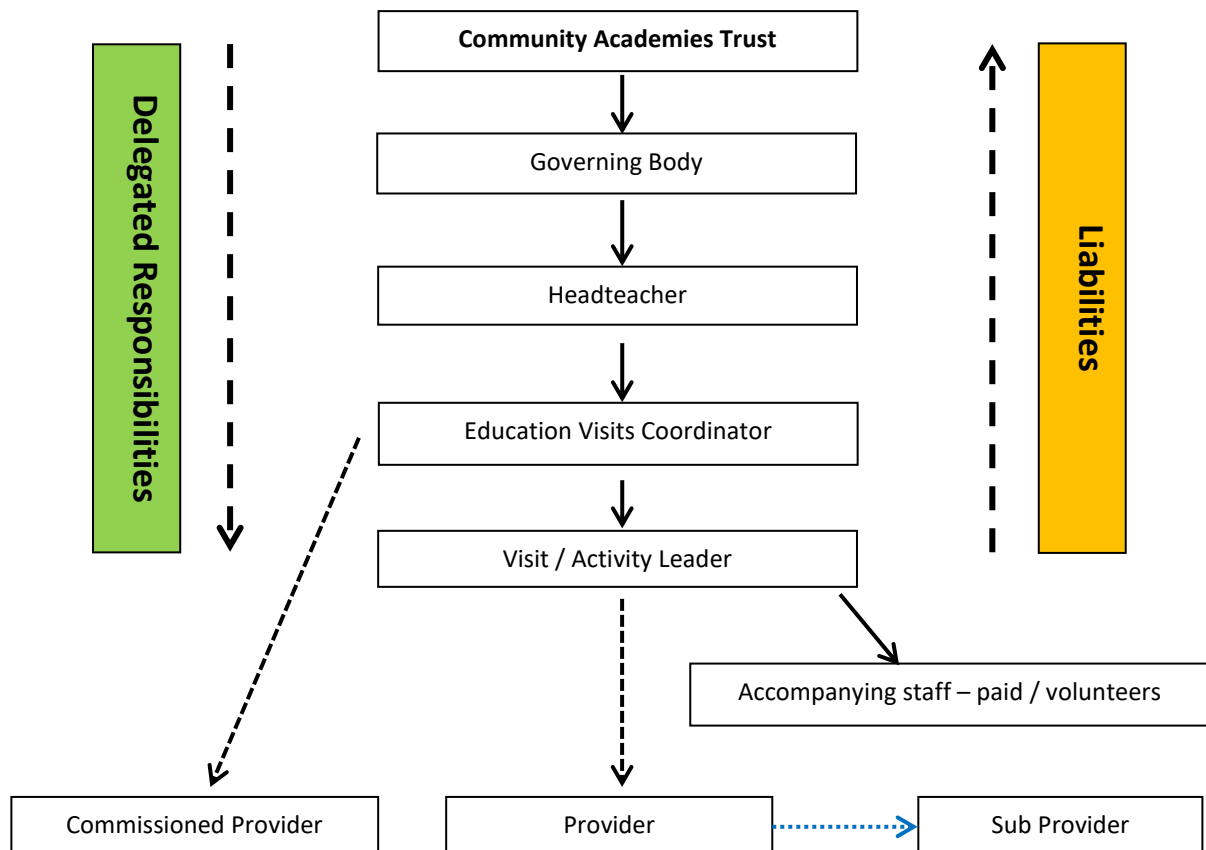 Community Academies Trust
Delegated Responsibilities
Liabilities
Governing Body
Headteacher
Education Visits Coordinator
Visit / Activity Leader
Accompanying staff – paid / volunteers
Commissioned Provider
Provider
Sub Provider